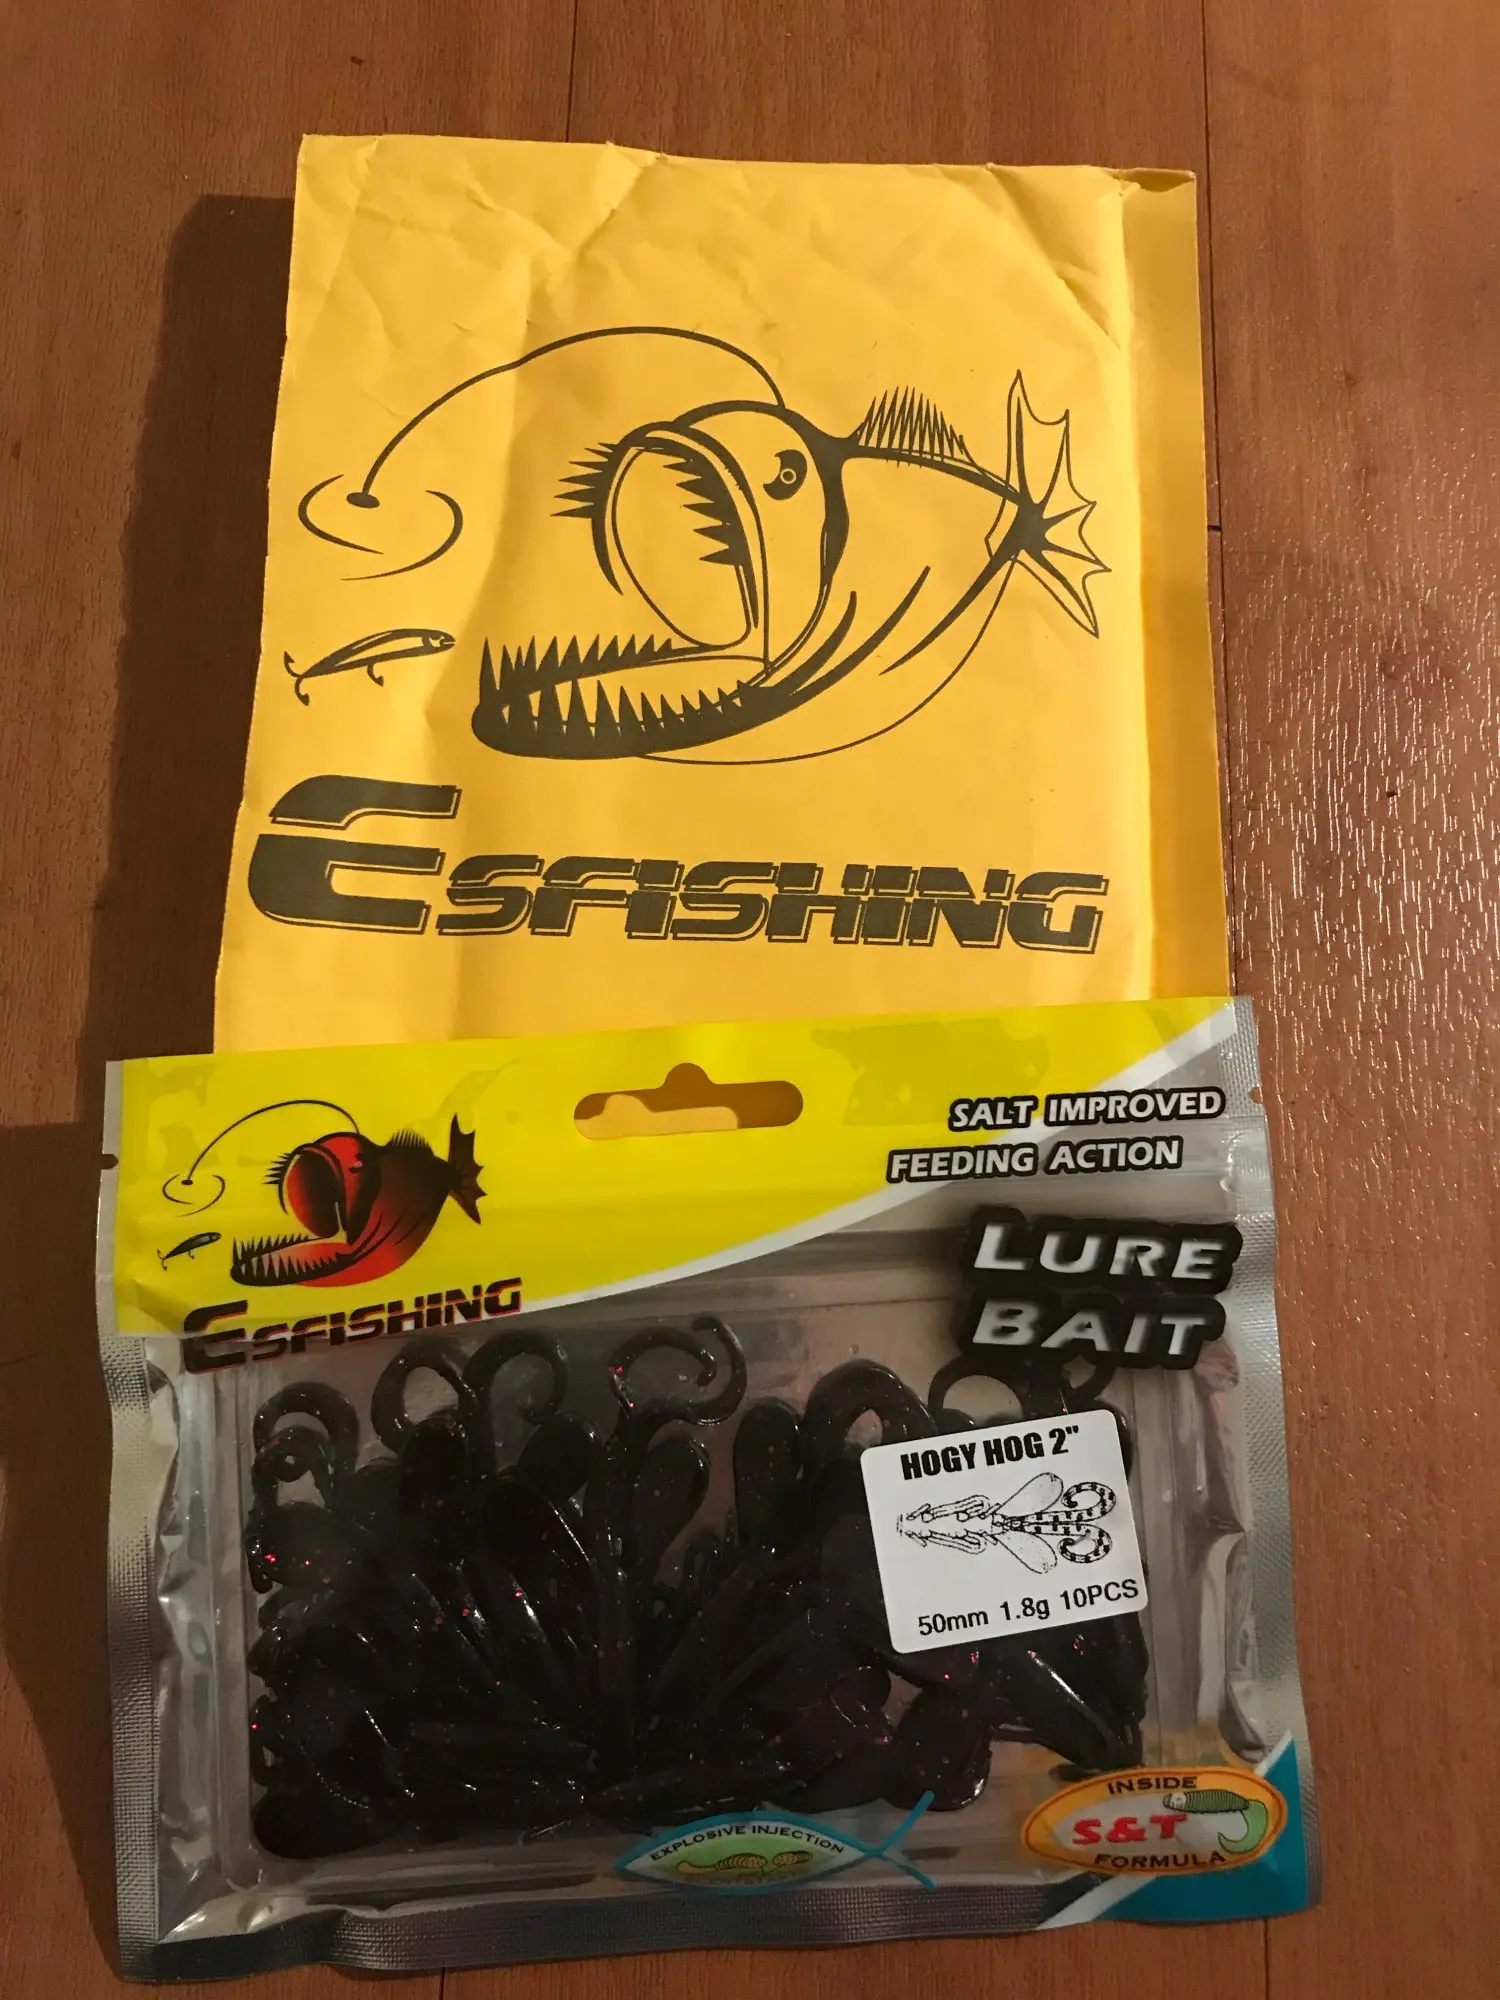 ESFISHING
SALT IMPROVED
FEEDING ACTION
LURE
BAIT
ESFISHING
HOGY HOG 2"
50mm 1.8g 10PCS
EXPLOSIVE INJECTION
INSIDE
S&T
FORMULA